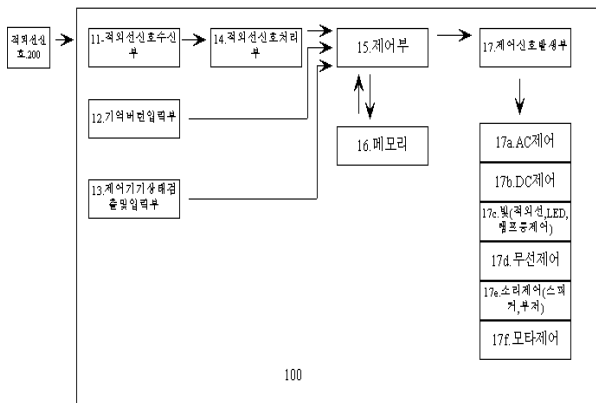 적외선신
호.200
11-적외선신호수신
부
14.적외선신호처리
부
15.제어부
17.제어신호발생부
12.기억버턴입력부
16.메모리
13.제어기기상태검
출및입력부
17a.AC제어
17b.DC제어
17c.빛(적외선,LED,
램프등제어)
17d.무선제어
17e.소리제어(스피
커,부저)
17f.모타제어
100